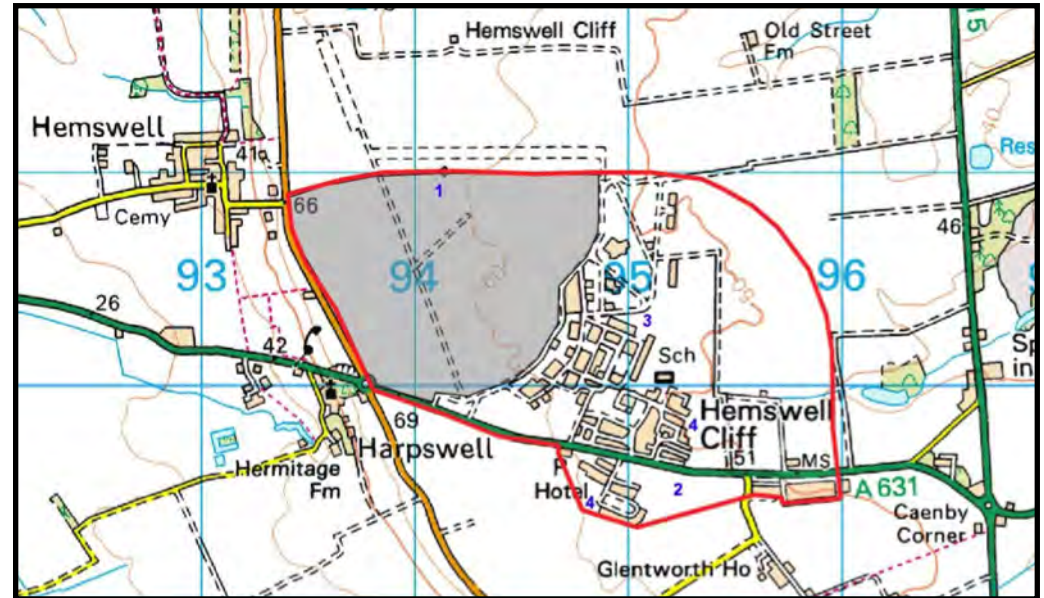 Hemswell Cliff
Old Street
Fm
15
Hemswell
41
Res
1
Cemy
66
46
93
94
95
96
26
3
Sp
in
42
Sch
69
Hemswell
Cliff
4
Harpswell
51
MS
P
Hermitage
Fm
Hotel
4
2
A 631
Caenby
Corner
Glentworth Ho